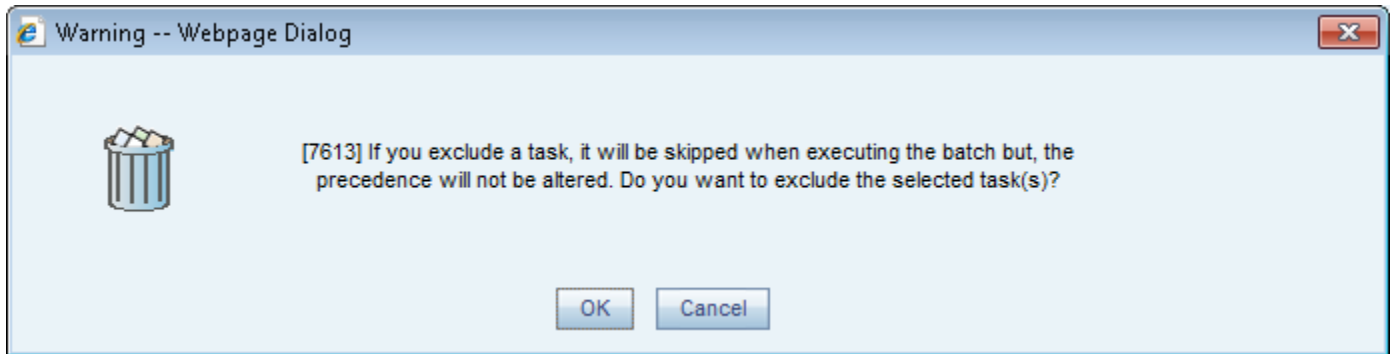 Warning -- Webpage Dialog
[7613] If you exclude a task, it will be skipped when executing the batch but, the
precedence will not be altered. Do you want to exclude the selected task(s)?
OK
Cancel